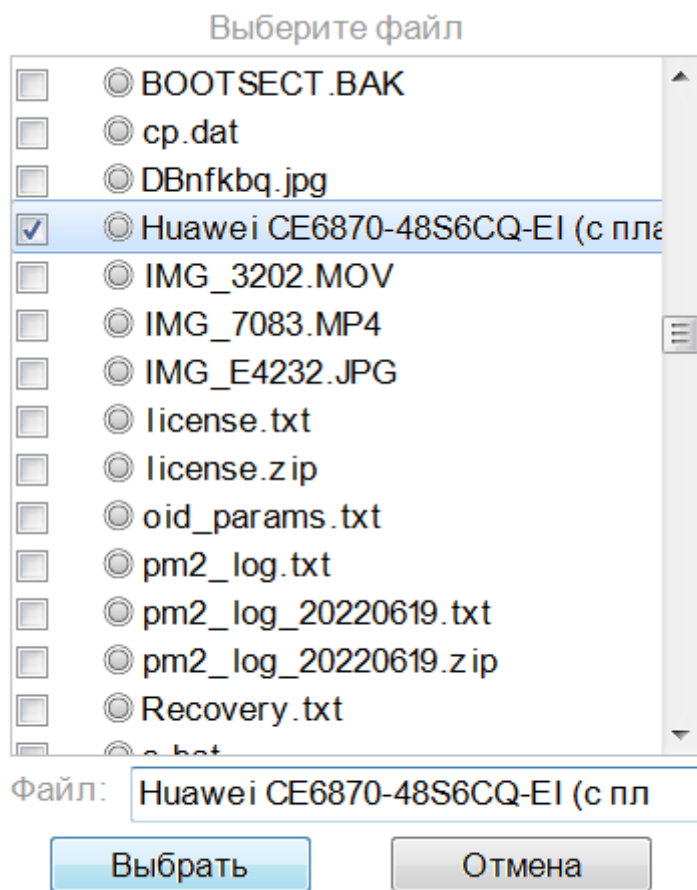 Выберите файл
BOOTSECT.BAK
cp.dat
DBnfkbq.jpg
Huawei CE6870-48S6CQ-EI (с пла
IMG_3202.MOV
IMG_7083.MP4
IMG_E4232.JPG
license.txt
license.zip
oid_params.txt
pm2_log.txt
pm2_log_20220619.txt
pm2_log_20220619.zip
Recovery.txt
Файл: Huawei CE6870-48S6CQ-EI (с пл
Выбрать Отмена